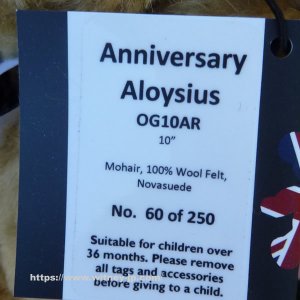 Anniversary
Aloysius
OG10AR
10"
Mohair, 100% Wool Felt,
Novasuede
No. 60 of 250
Suitable for children over
36 months. Please remove
all tags and accessories
before giving to a child.